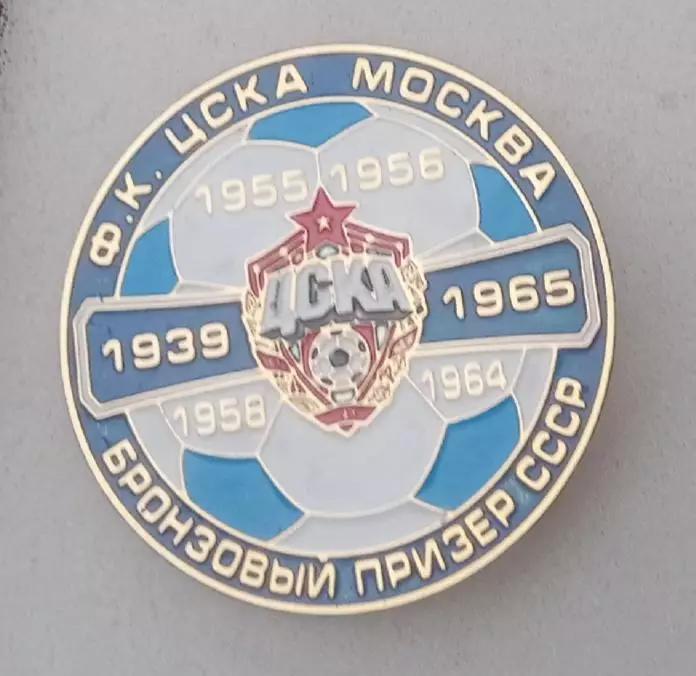 Ф.К. ЦСКА МОСКВА
1955 1956
ЦСКА
1939 1965
1958 1964
БРОНЗОВЫЙ ПРИЗЕР СССР